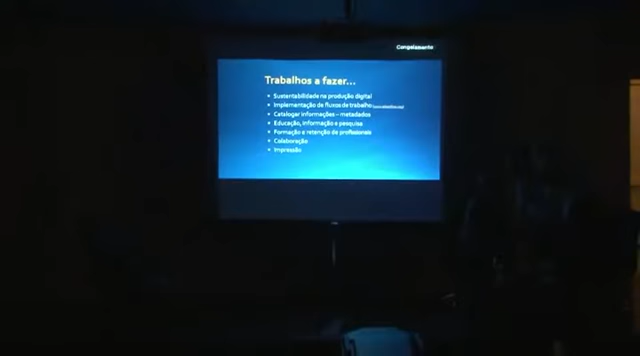 Congelamento
Trabalhos a fazer...
Sustentabilidade na produção digital
Implementação de fluxos de trabalho
Catalogar informações – metadados
Educação, informação e pesquisa
Formação e retenção de profissionais
Colaboração
Impressão